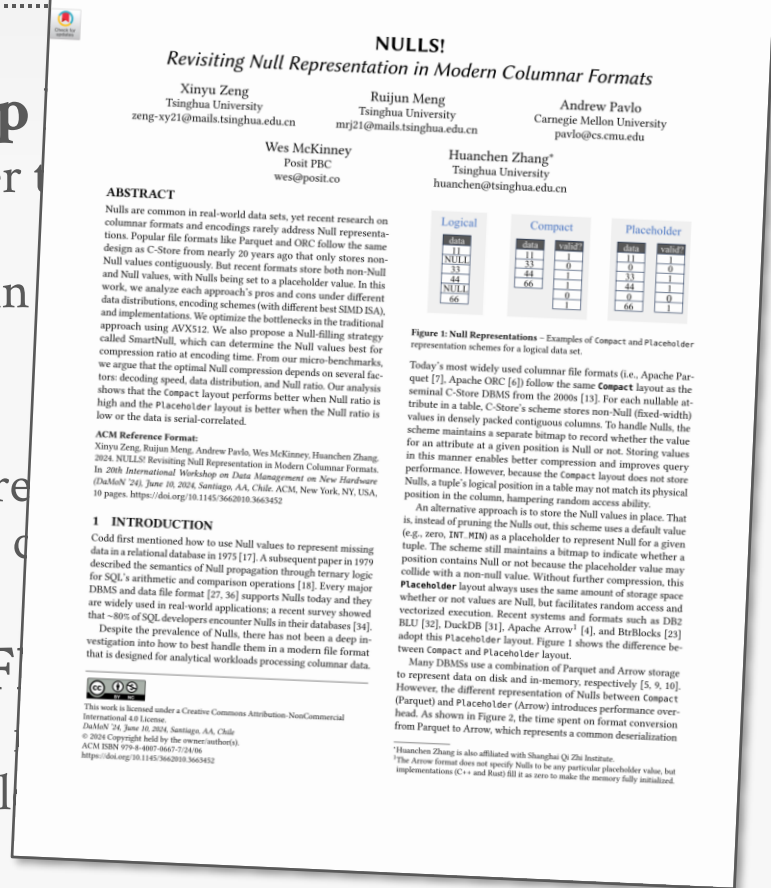 p
er t
in
re
c
Fl
l
Check for
updates
NULLS!
Revisiting Null Representation in Modern Columnar Formats
Xinyu Zeng
Tsinghua University
zeng-xy21@mails.tsinghua.edu.cn
Ruijun Meng
Tsinghua University
mrj21@mails.tsinghua.edu.cn
Andrew Pavlo
Carnegie Mellon University
pavlo@cs.cmu.edu
Wes McKinney
Posit PBC
wes@posit.co
Huanchen Zhang*
Tsinghua University
huanchen@tsinghua.edu.cn
ABSTRACT
Nulls are common in real-world data sets, yet recent research on
columnar formats and encodings rarely address Null representa-
tions. Popular file formats like Parquet and ORC follow the same
design as C-Store from nearly 20 years ago that only stores non-
Null values contiguously. But recent formats store both non-Null
and Null values, with Nulls being set to a placeholder value. In this
work, we analyze each approach's pros and cons under different
data distributions, encoding schemes (with different best SIMD ISA),
and implementations. We optimize the bottlenecks in the traditional
approach using AVX512. We also propose a Null-filling strategy
called SmartNull, which can determine the Null values best for
compression ratio at encoding time. From our micro-benchmarks,
we argue that the optimal Null compression depends on several fac-
tors: decoding speed, data distribution, and Null ratio. Our analysis
shows that the Compact layout performs better when Null ratio is
high and the Placeholder layout is better when the Null ratio is
low or the data is serial-correlated.
ACM Reference Format:
Xinyu Zeng, Ruijun Meng, Andrew Pavlo, Wes McKinney, Huanchen Zhang.
2024. NULLS! Revisiting Null Representation in Modern Columnar Formats.
In 20th International Workshop on Data Management on New Hardware
(DaMoN '24), June 10, 2024, Santiago, AA, Chile. ACM, New York, NY, USA,
10 pages. https://doi.org/10.1145/3662010.3663452
1 INTRODUCTION
Codd first mentioned how to use Null values to represent missing
data in a relational database in 1975 [17]. A subsequent paper in 1979
described the semantics of Null propagation through ternary logic
for SQL's arithmetic and comparison operations [18]. Every major
DBMS and data file format [27, 36] supports Nulls today and they
are widely used in real-world applications; a recent survey showed
that ~80% of SQL developers encounter Nulls in their databases [34].
Despite the prevalence of Nulls, there has not been a deep in-
vestigation into how to best handle them in a modern file format
that is designed for analytical workloads processing columnar data.
cc BY NC
This work is licensed under a Creative Commons Attribution-NonCommercial
International 4.0 License.
DaMoN '24, June 10, 2024, Santiago, AA, Chile
© 2024 Copyright held by the owner/author(s).
ACM ISBN 979-8-4007-0667-7/24/06
https://doi.org/10.1145/3662010.3663452
Logical
data
11
NULL
33
44
NULL
66
Compact
data valid?
11 1
33 0
44 1
66 1
0
1
Placeholder
data valid?
11 1
0 0
33 1
44 1
0 0
66 1
Figure 1: Null Representations – Examples of Compact and Placeholder
representation schemes for a logical data set.
Today's most widely used columnar file formats (i.e., Apache Par-
quet [7], Apache ORC [6]) follow the same Compact layout as the
seminal C-Store DBMS from the 2000s [13]. For each nullable at-
tribute in a table, C-Store's scheme stores non-Null (fixed-width)
values in densely packed contiguous columns. To handle Nulls, the
scheme maintains a separate bitmap to record whether the value
for an attribute at a given position is Null or not. Storing values
in this manner enables better compression and improves query
performance. However, because the Compact layout does not store
Nulls, a tuple's logical position in a table may not match its physical
position in the column, hampering random access ability.
An alternative approach is to store the Null values in place. That
is, instead of pruning the Nulls out, this scheme uses a default value
(e.g., zero, INT_MIN) as a placeholder to represent Null for a given
tuple. The scheme still maintains a bitmap to indicate whether a
position contains Null or not because the placeholder value may
collide with a non-null value. Without further compression, this
Placeholder layout always uses the same amount of storage space
whether or not values are Null, but facilitates random access and
vectorized execution. Recent systems and formats such as DB2
BLU [32], DuckDB [31], Apache Arrow¹ [4], and BtrBlocks [23]
adopt this Placeholder layout. Figure 1 shows the difference be-
tween Compact and Placeholder layout.
Many DBMSs use a combination of Parquet and Arrow storage
to represent data on disk and in-memory, respectively [5, 9, 10].
However, the different representation of Nulls between Compact
(Parquet) and Placeholder (Arrow) introduces performance over-
head. As shown in Figure 2, the time spent on format conversion
from Parquet to Arrow, which represents a common deserialization
*Huanchen Zhang is also affiliated with Shanghai Qi Zhi Institute.
¹The Arrow format does not specify Nulls to be any particular placeholder value, but
implementations (C++ and Rust) fill it as zero to make the memory fully initialized.